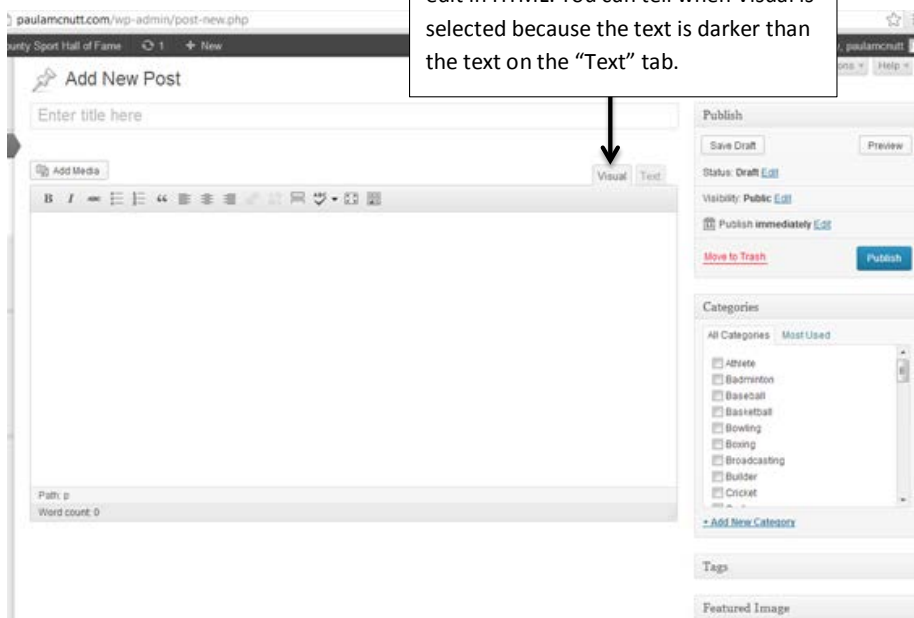 edit in HTML. You can tell when Visual is
selected because the text is darker than
the text on the “Text” tab.
paulamcnutt.com/wp-admin/post-new.php
unty Sport Hall of Fame 1 + New
, paulamcnutt
Help
Add New Post
Enter title here
Add Media
Visual Text
B I ABC
Path: p
Word count: 0
Publish
Save Draft Preview
Status: Draft Edit
Visibility: Public Edit
Publish immediately Edit
Move to Trash Publish
Categories
All Categories Most Used
Athlete
Badminton
Baseball
Basketball
Bowling
Boxing
Broadcasting
Builder
Cricket
+ Add New Category
Tags
Featured Image